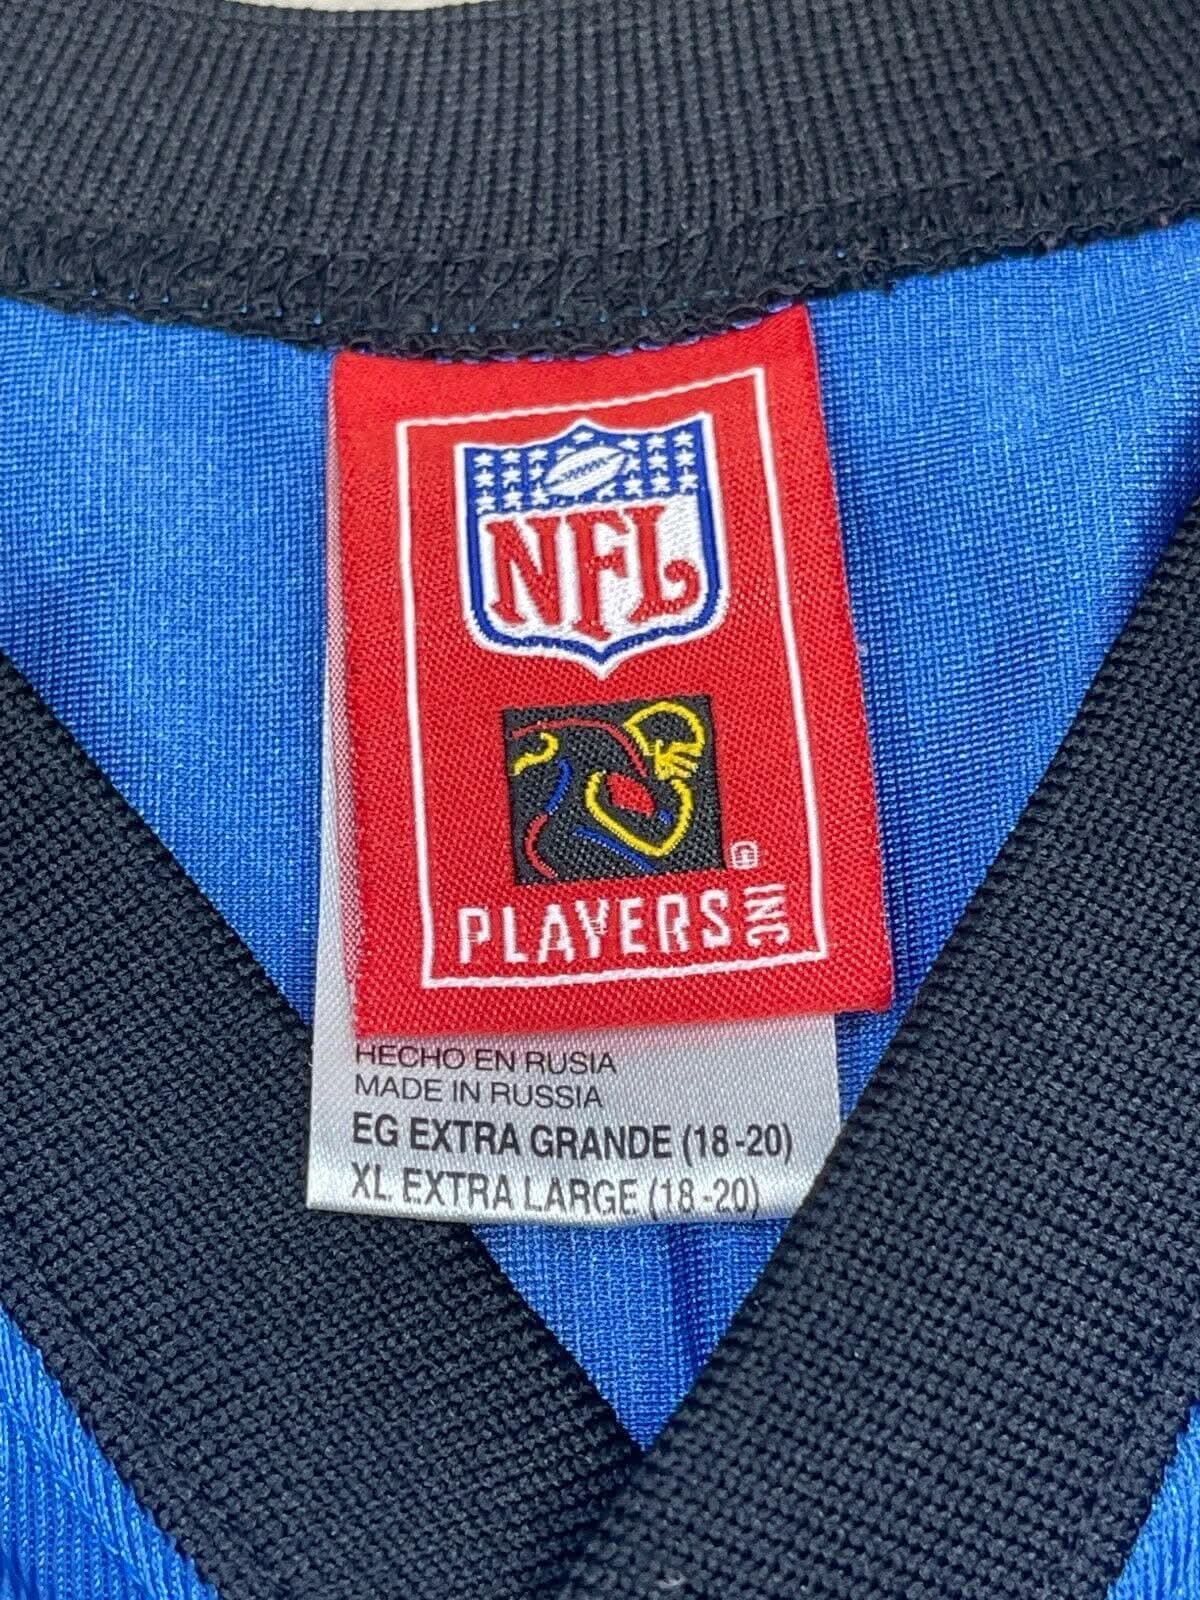 NFL
PLAYERS INC
HECHO EN RUSIA
MADE IN RUSSIA
EG EXTRA GRANDE (18-20)
XL EXTRA LARGE (18-20)